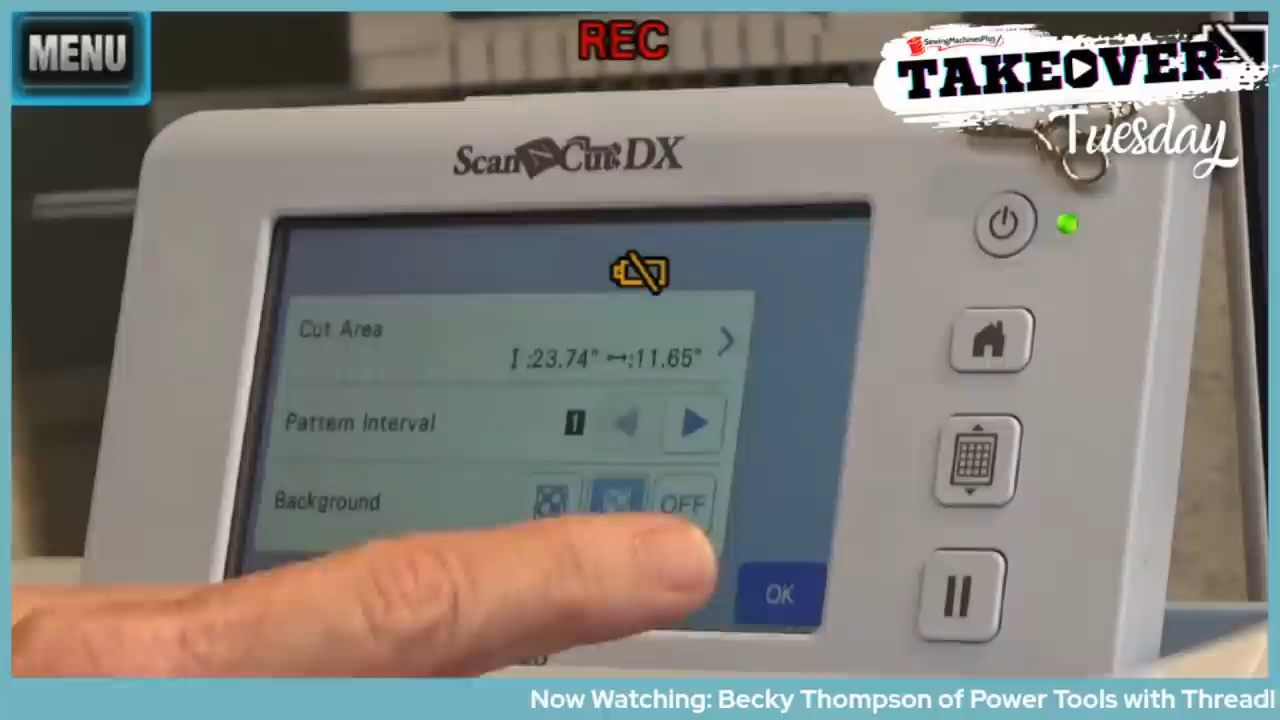 MENU
REC
SewingMachinesPlus
TAKEOVER
Tuesday
ScanNCut DX
Cut Area
:23.74" :11.65"
Pattern Interval
1
Background
OFF
OK
Now Watching: Becky Thompson of Power Tools with Thread!